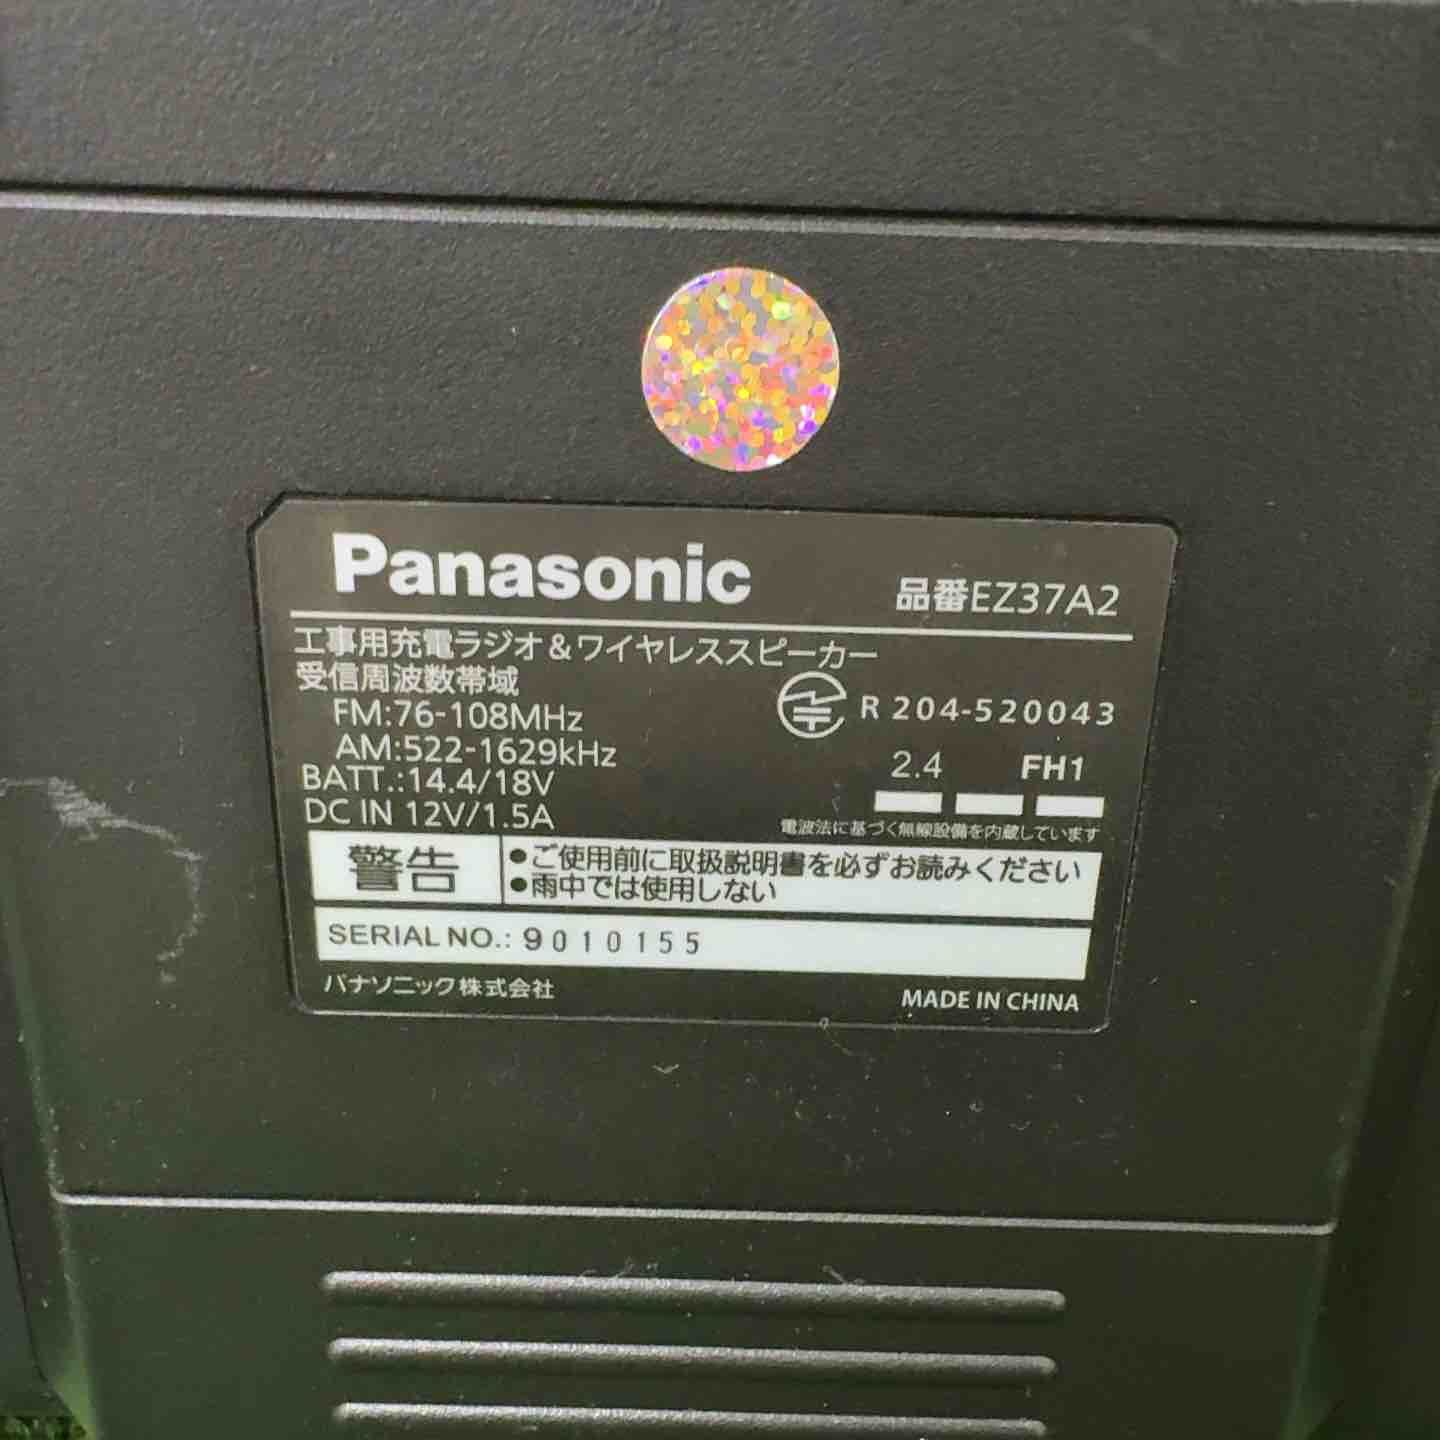 Panasonic
品番EZ37A2
工事用充電ラジオ&ワイヤレススピーカー
受信周波数帯域
FM:76-108MHz
AM:522-1629kHz
BATT.:14.4/18V
DC IN 12V/1.5A
R 204-520043
2.4 FH1
電波法に基づく無線設備を内蔵しています
警告
●ご使用前に取扱説明書を必ずお読みください
●雨中では使用しない
SERIAL NO.: 9010155
パナソニック株式会社
MADE IN CHINA